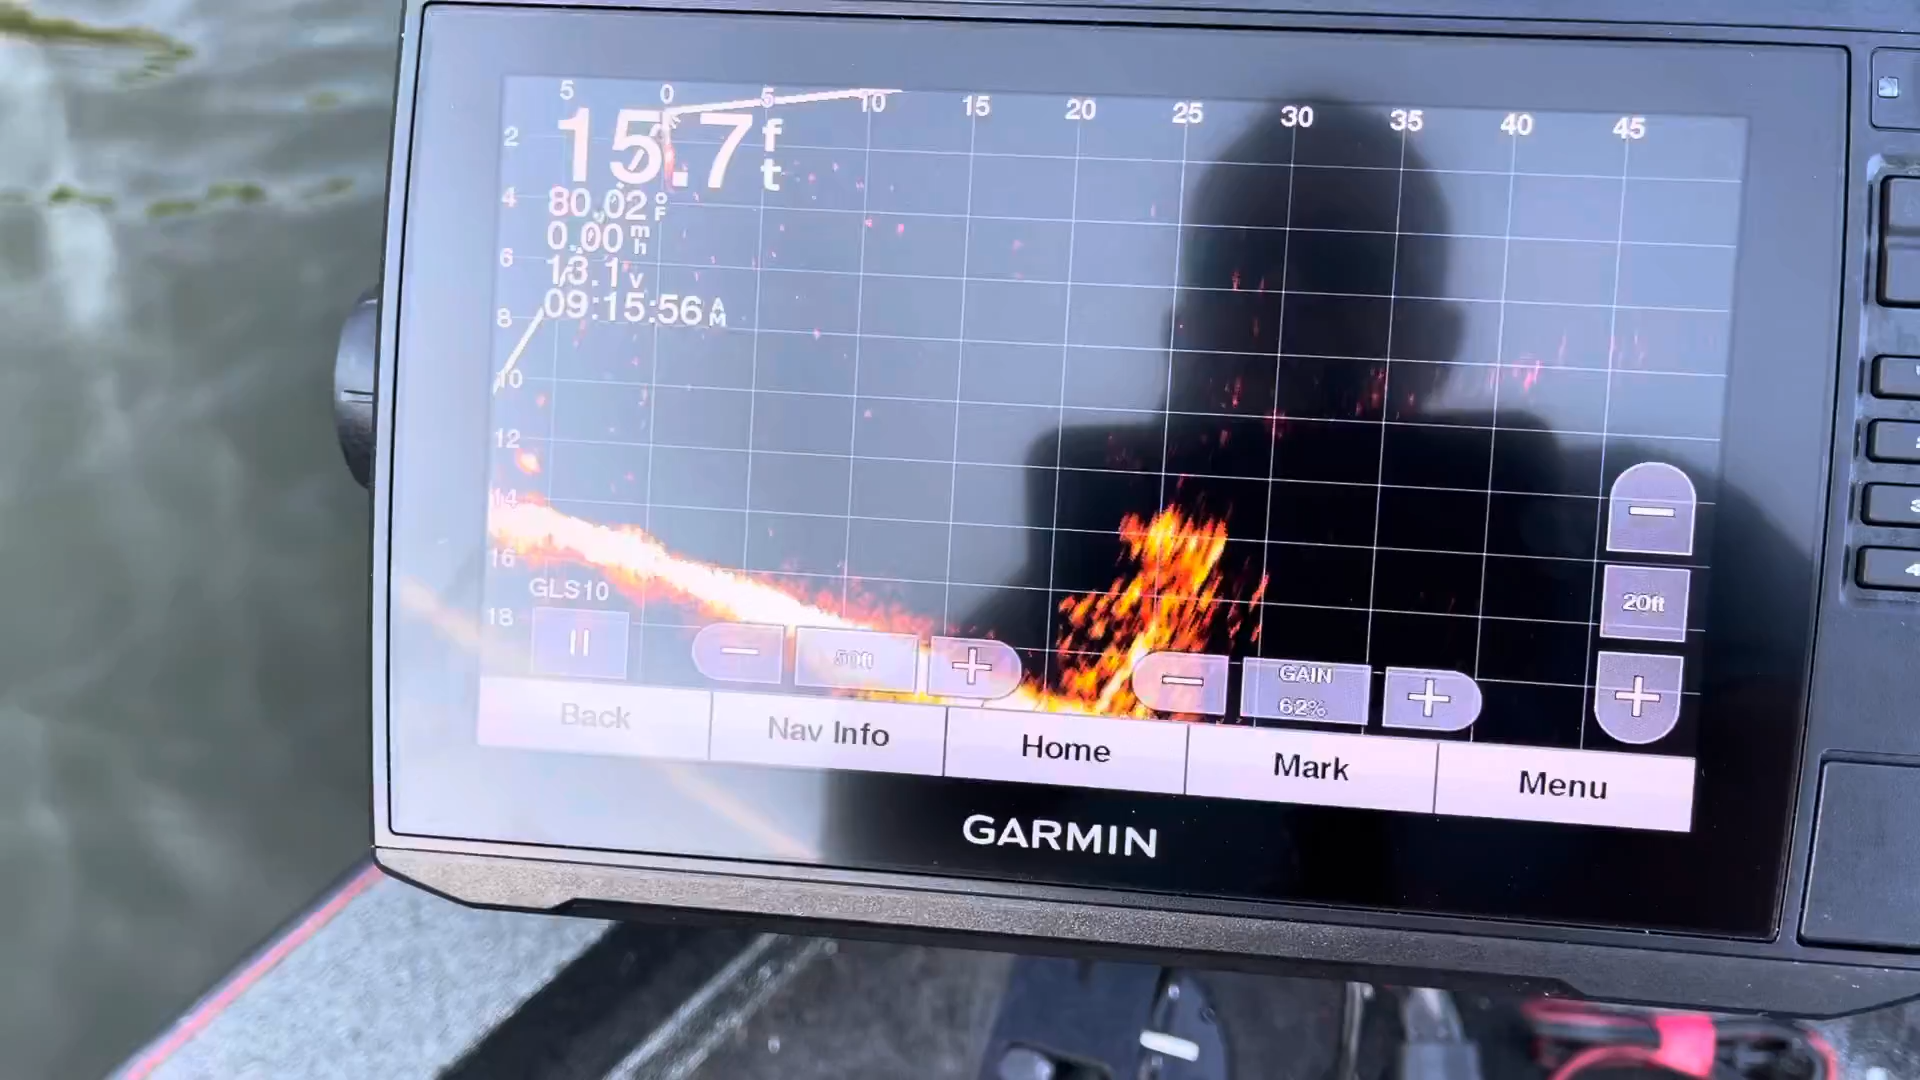 5 0 5 10 15 20 25 30 35 40 45
15.7 ft
2
4
80.02 °F
0.00 mh
6
13.1 v
09:15:56 AM
8
10
12
14
16
GLS10
18
50ft
GAIN
62%
20ft
Back Nav Info Home Mark Menu
GARMIN